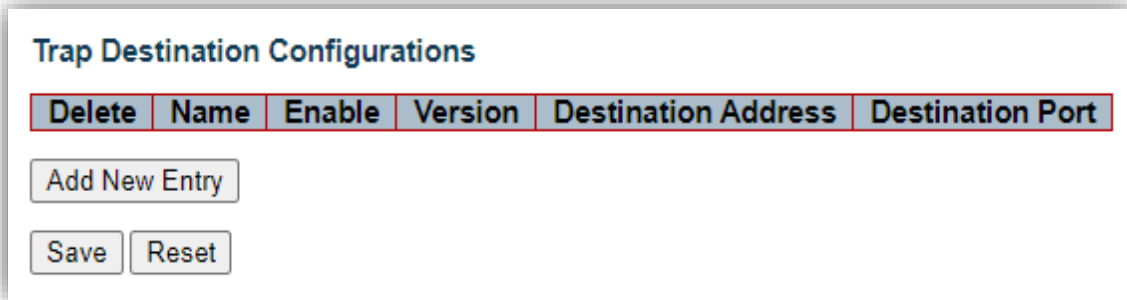 Trap Destination Configurations
Delete Name Enable Version Destination Address Destination Port
Add New Entry
Save Reset